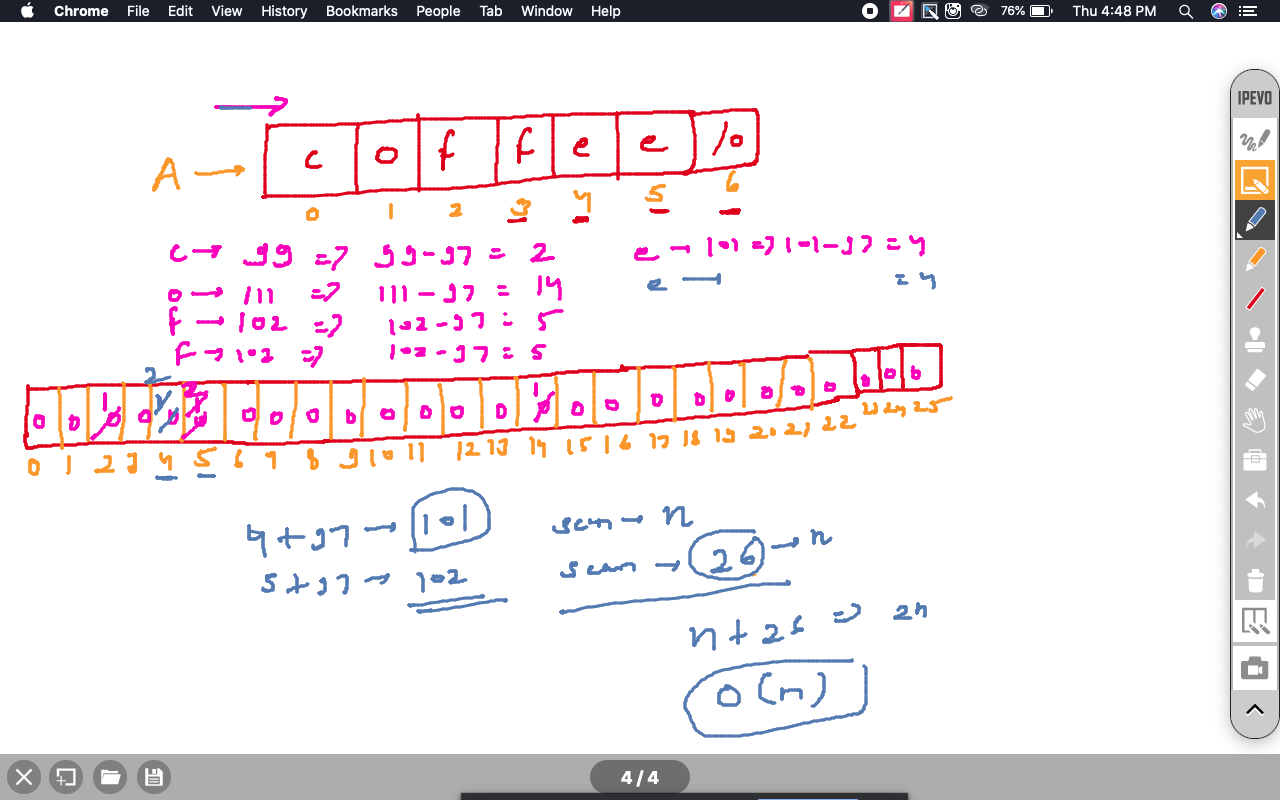 Chrome File Edit View History Bookmarks People Tab Window Help 76% Thu 4:48 PM
IPEVO
A → c o f f e e \0
0 1 2 3 4 5 6
c → 99 => 99-97 = 2
o → 111 => 111-97 = 14
f → 102 => 102-97 = 5
f → 102 => 102-97 = 5
e → 101 => 101-97 = 4
e → = 4
2
1 2 1
0 0 0 0 0 0 0 0 0 0 0 0 0 0 0 0 0 0 0 0 0 0 0 0
0 1 2 3 4 5 6 7 8 9 10 11 12 13 14 15 16 17 18 19 20 21 22 23 24 25
4+97 → 101
5+97 → 102
scan → n
scan → 26 → n
n+26 => 2n
O(n)
4 / 4